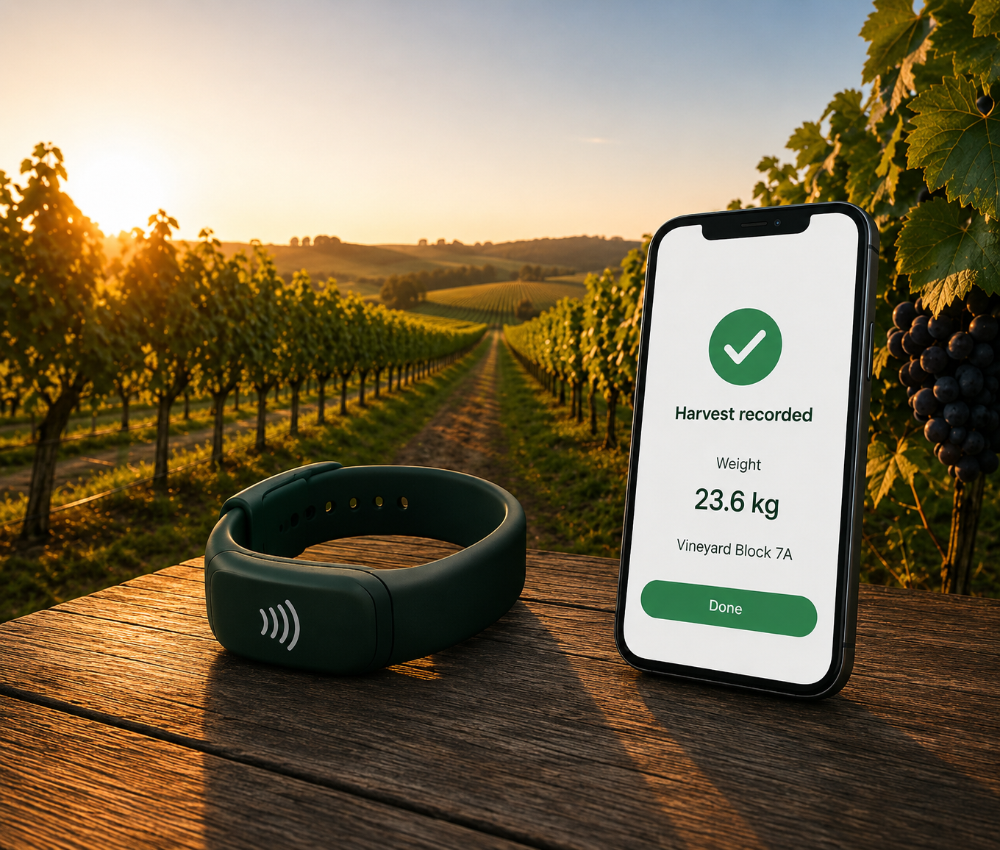 Harvest recorded
Weight
23.6 kg
Vineyard Block 7A
Done